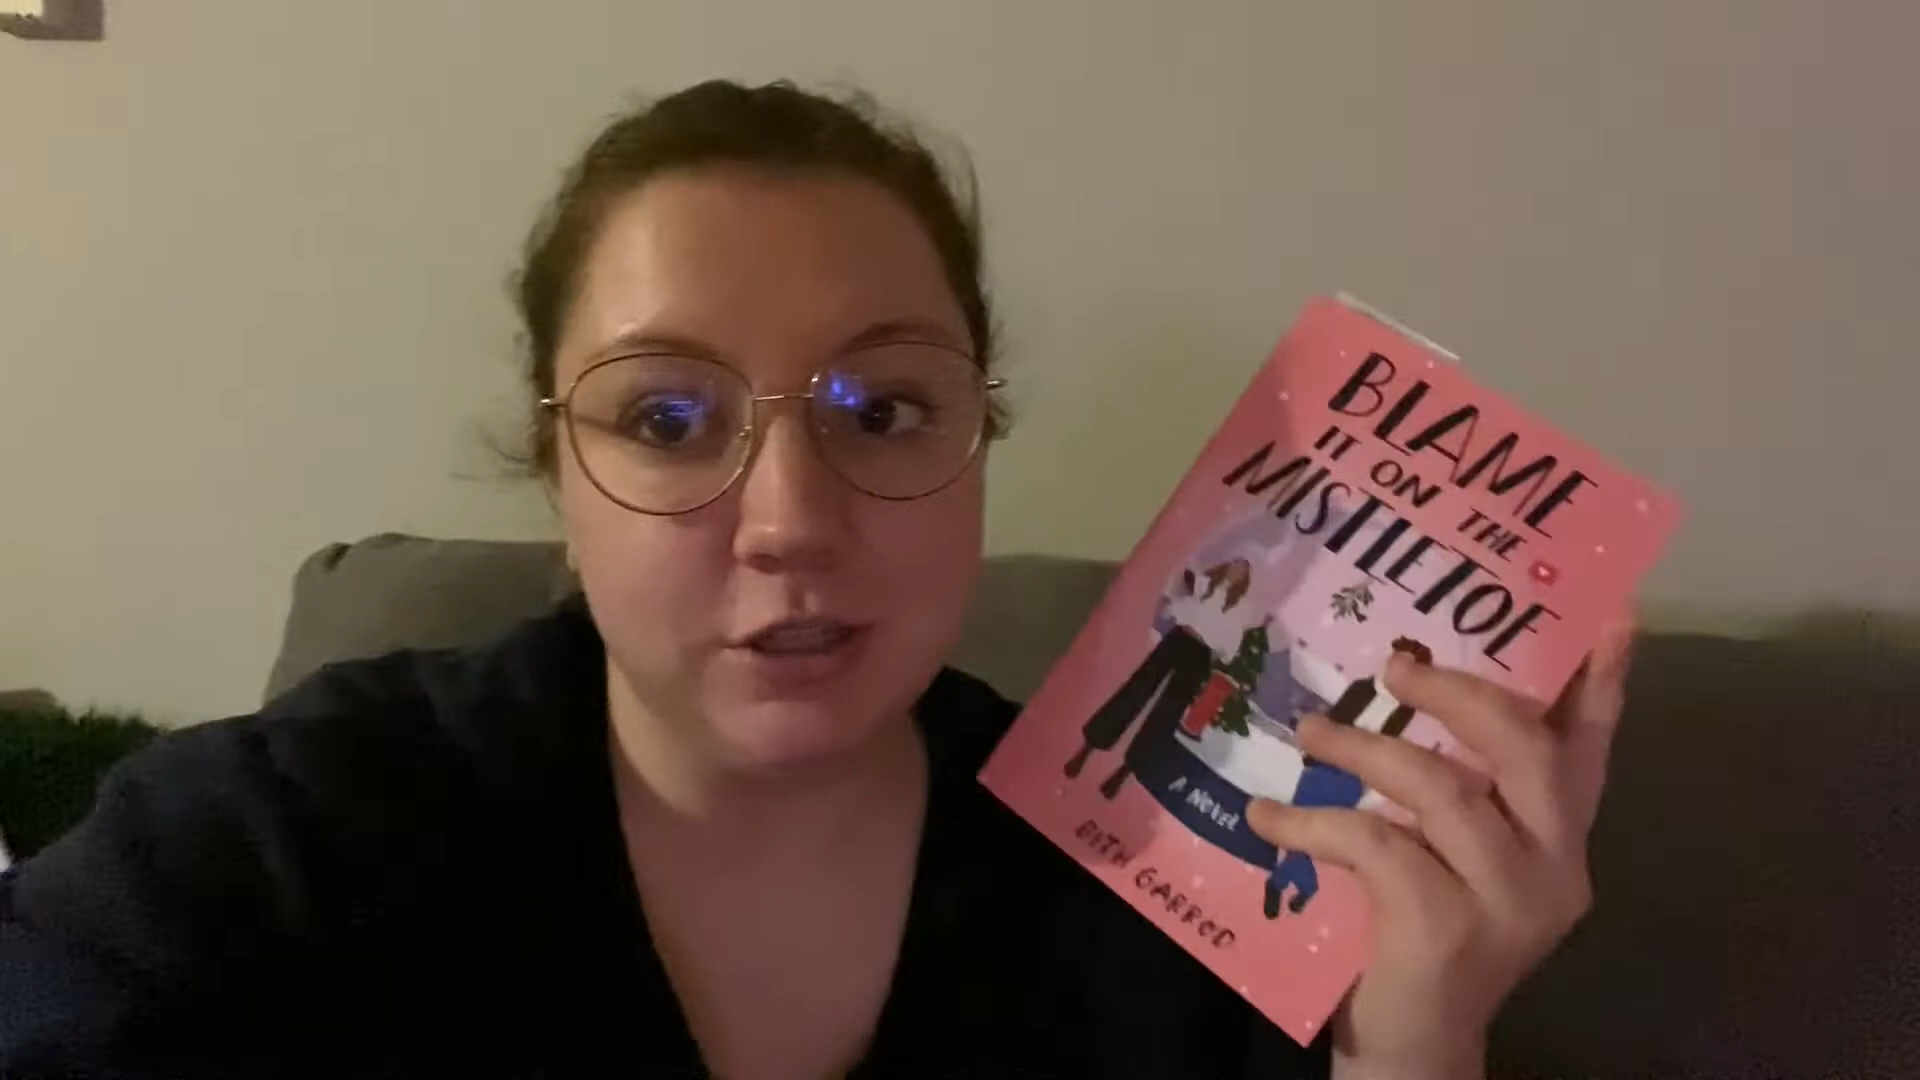 BLAME
IT ON THE
MISTLETOE
A NOVEL
BETH GARROD